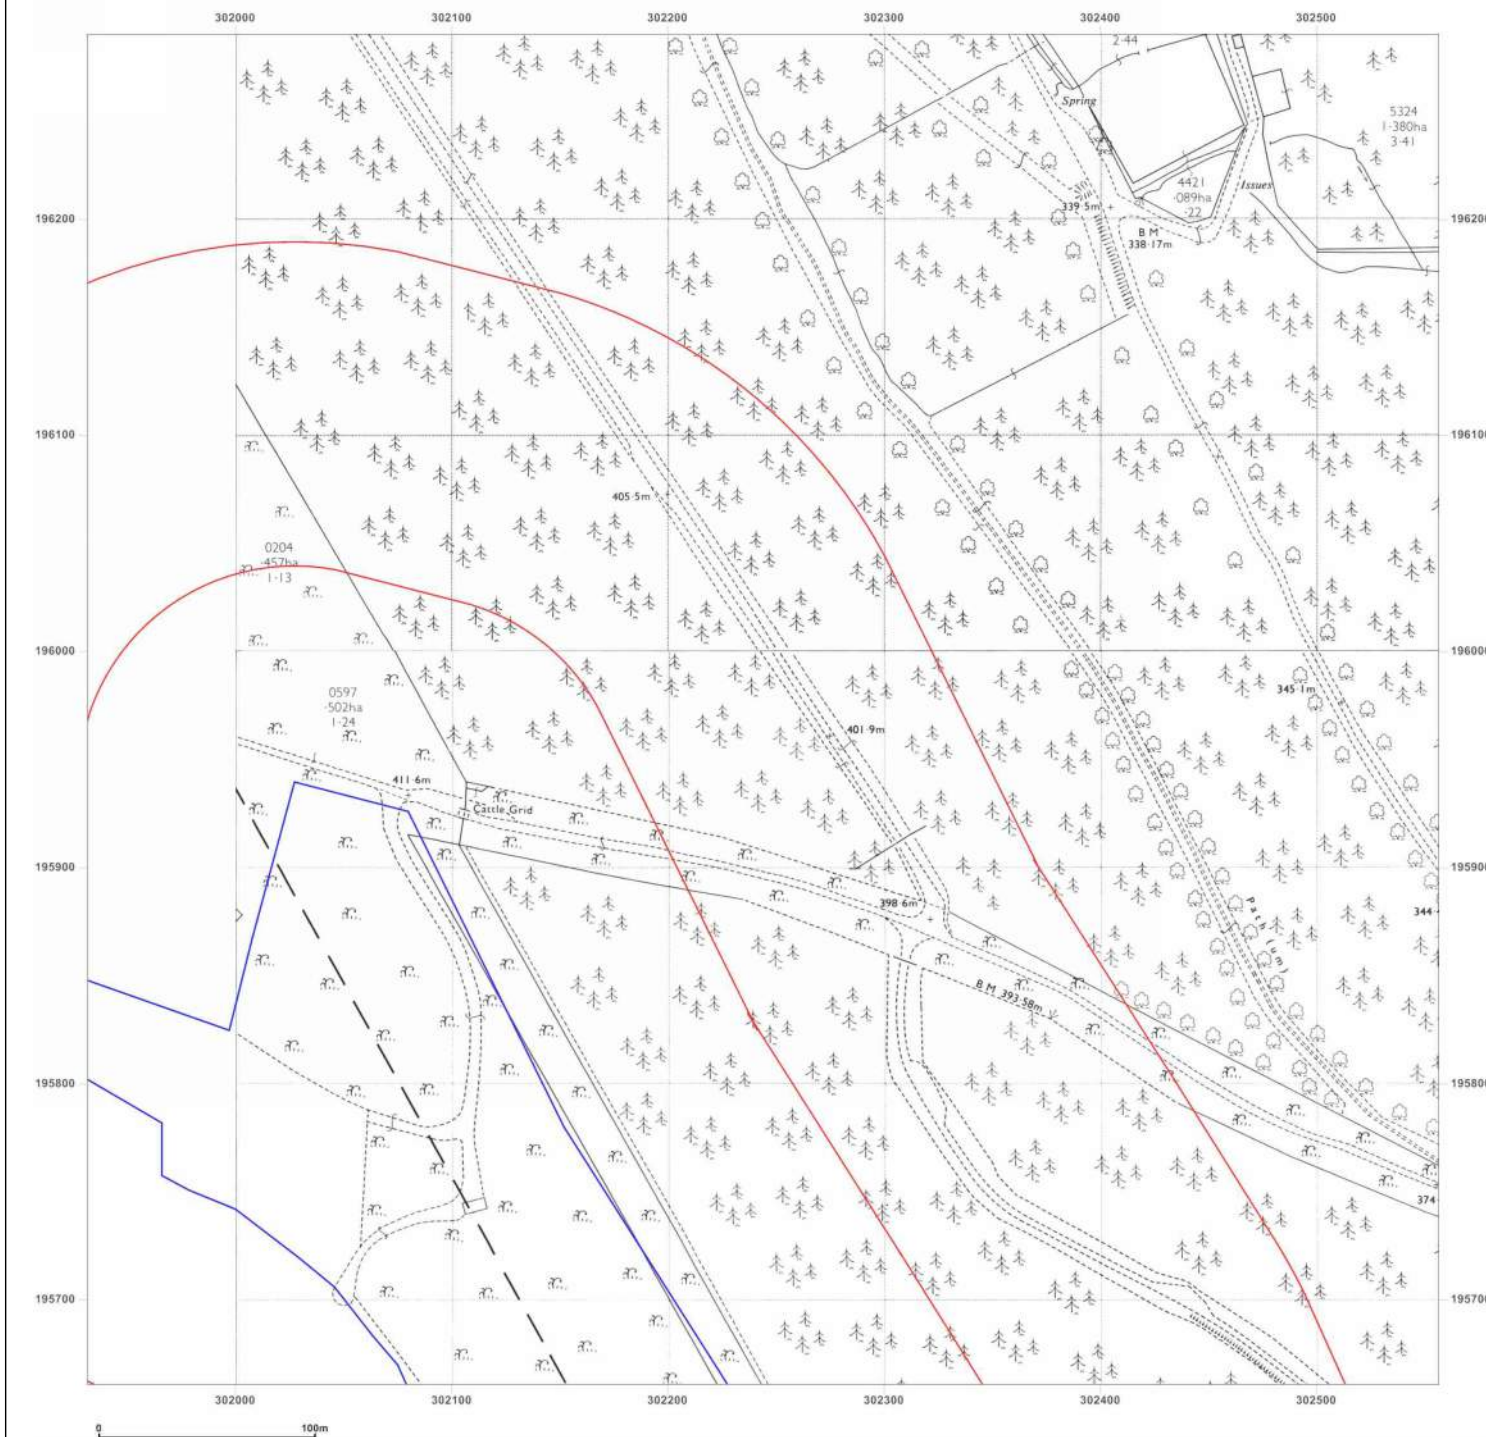 302000 302100 302200 302300 302400 302500
2·44
Spring
5324
1·380ha
3·41
4421
·089ha
·22
Issues
339·5m
196200
B M
338·17m
196200
196100
196100
405·5m
0204
·457ha
1·13
196000
196000
0597
·502ha
1·24
345·1m
401·9m
411·6m
Cattle Grid
195900
195900
398·6m
344·
Path (um)
B M 393·58m
195800
195800
374
195700
195700
302000 302100 302200 302300 302400 302500
0 100m